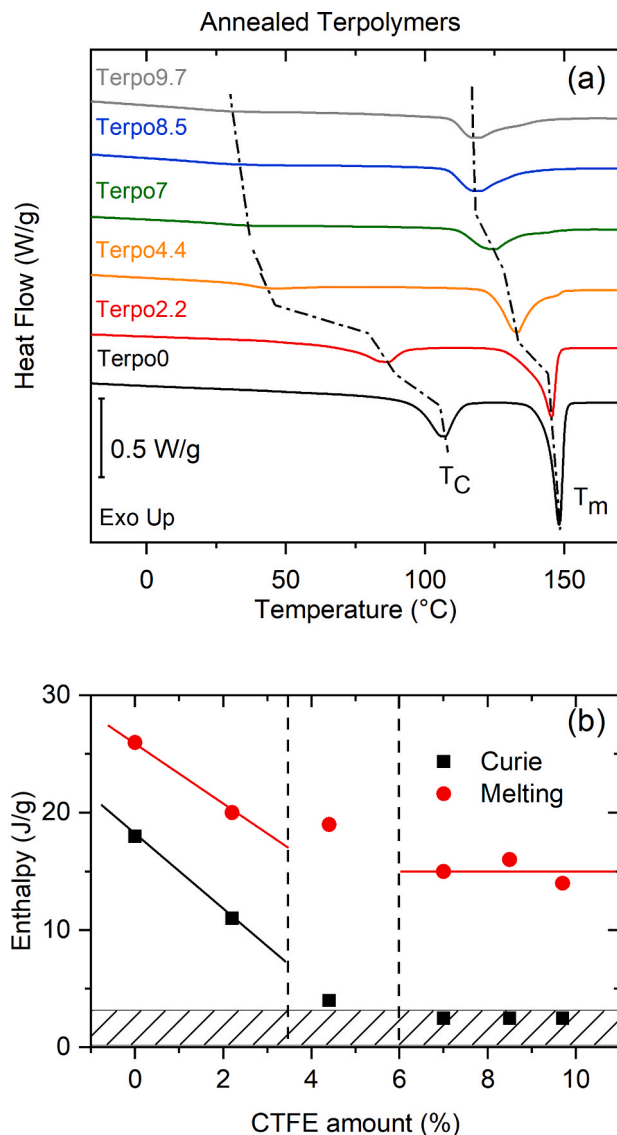 Annealed Terpolymers
(a)
Terpo9.7
Terpo8.5
Terpo7
Terpo4.4
Terpo2.2
Terpo0
0.5 W/g
Exo Up
TC
Tm
Heat Flow (W/g)
0 50 100 150
Temperature (°C)
(b)
Curie
Melting
30
20
10
0
Enthalpy (J/g)
0 2 4 6 8 10
CTFE amount (%)